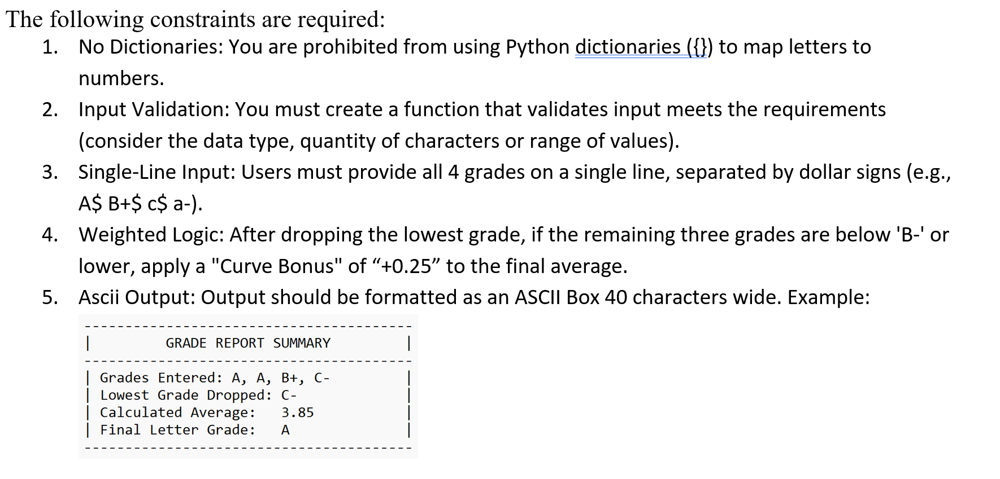 The following constraints are required:
1. No Dictionaries: You are prohibited from using Python dictionaries ({}) to map letters to
numbers.
2. Input Validation: You must create a function that validates input meets the requirements
(consider the data type, quantity of characters or range of values).
3. Single-Line Input: Users must provide all 4 grades on a single line, separated by dollar signs (e.g.,
A$ B+$ c$ a-).
4. Weighted Logic: After dropping the lowest grade, if the remaining three grades are below 'B-' or
lower, apply a "Curve Bonus" of “+0.25” to the final average.
5. Ascii Output: Output should be formatted as an ASCII Box 40 characters wide. Example:
----------------------------------------
|         GRADE REPORT SUMMARY         |
----------------------------------------
| Grades Entered: A, A, B+, C-         |
| Lowest Grade Dropped: C-             |
| Calculated Average:   3.85           |
| Final Letter Grade:   A              |
----------------------------------------